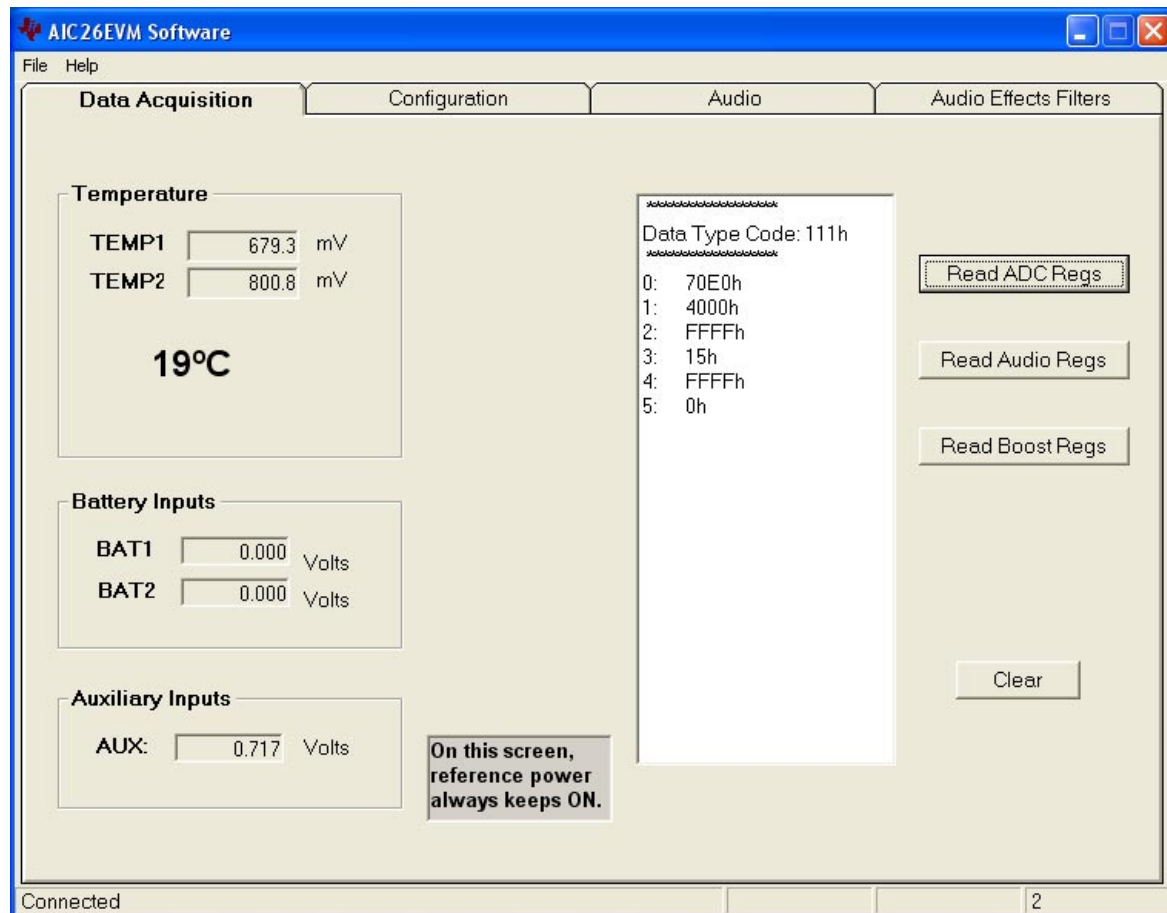 AIC26EVM Software
File Help
Data Acquisition
Configuration
Audio
Audio Effects Filters
Temperature
TEMP1 679.3 mV
TEMP2 800.8 mV
19ºC
Battery Inputs
BAT1 0.000 Volts
BAT2 0.000 Volts
Auxiliary Inputs
AUX: 0.717 Volts
On this screen,
reference power
always keeps ON.
********************
Data Type Code: 111h
********************
0: 70E0h
1: 4000h
2: FFFFh
3: 15h
4: FFFFh
5: 0h
Read ADC Regs
Read Audio Regs
Read Boost Regs
Clear
Connected
2